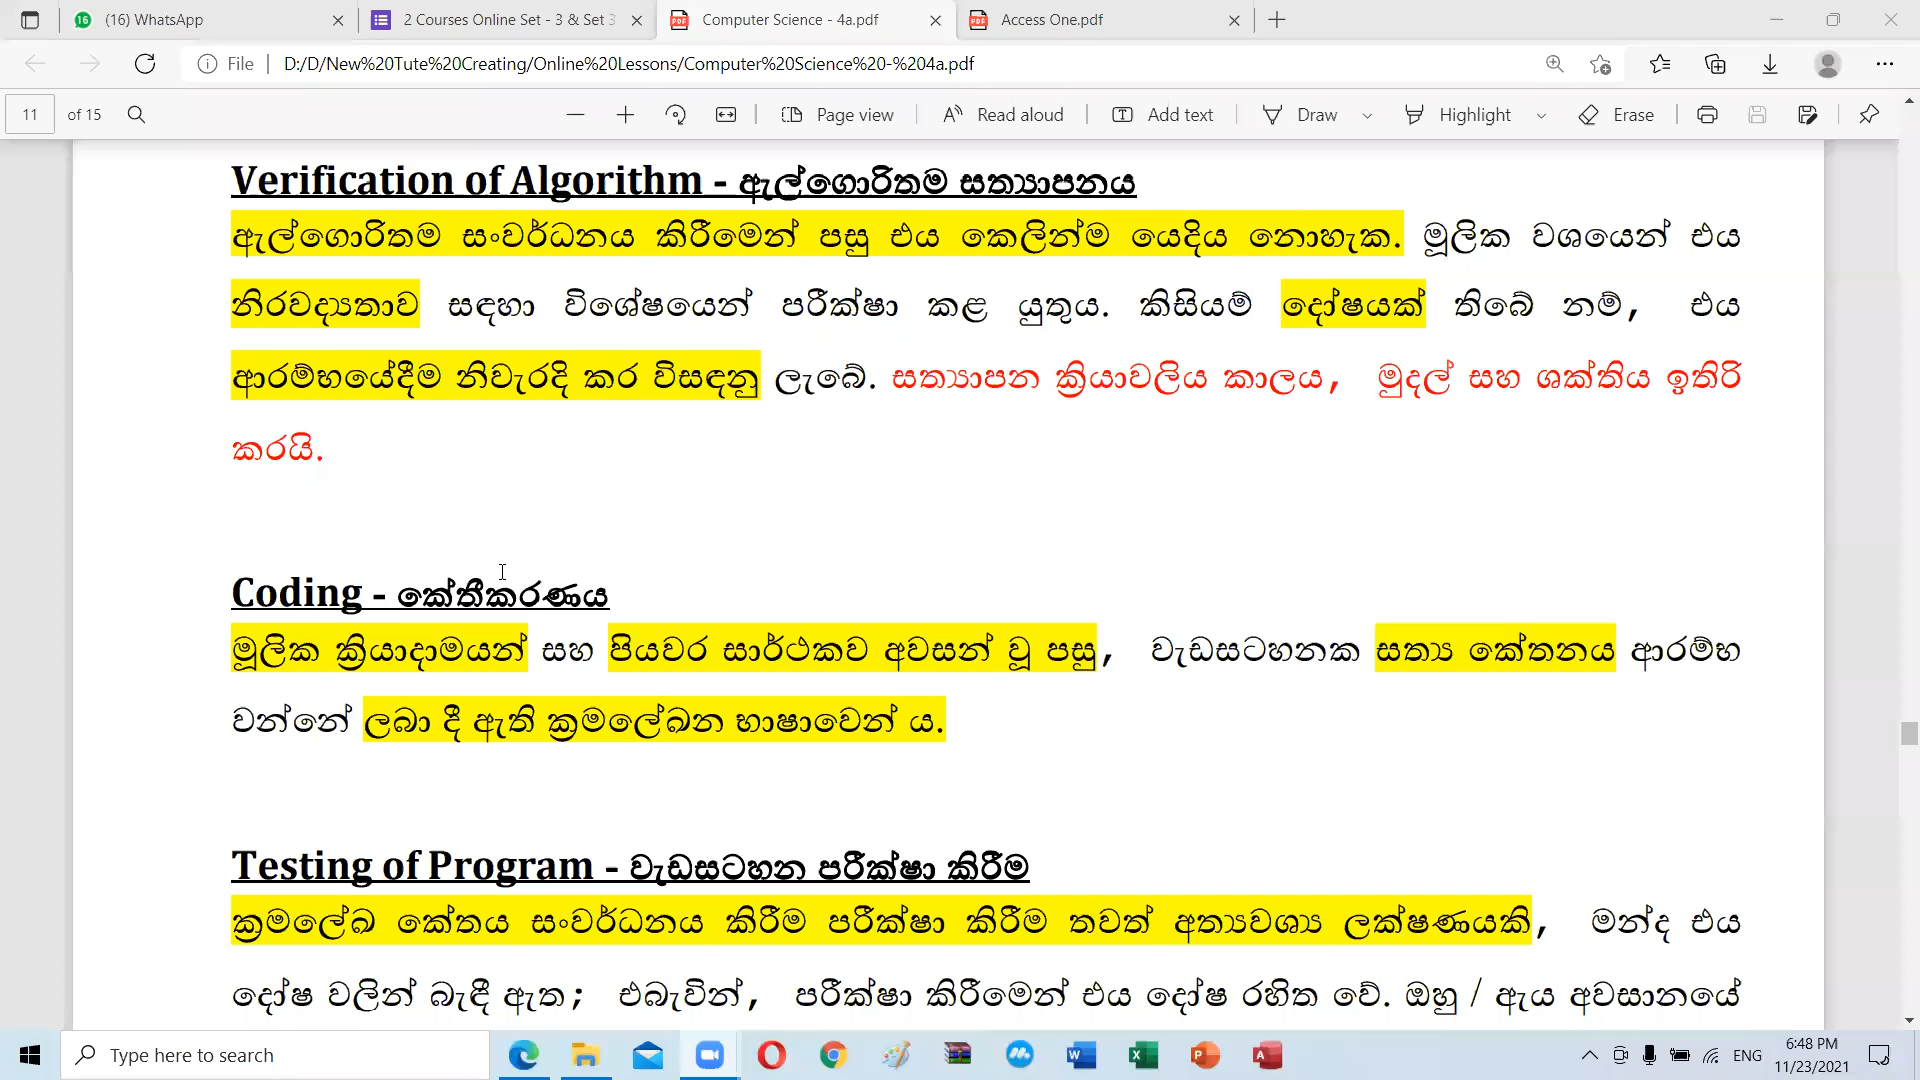 (16) WhatsApp
2 Courses Online Set - 3 & Set 3
Computer Science - 4a.pdf
Access One.pdf
File
D:/D/New%20Tute%20Creating/Online%20Lessons/Computer%20Science%20-%204a.pdf
11 of 15
Page view
Read aloud
Add text
Draw
Highlight
Erase
Verification of Algorithm - ඇල්ගොරිතම සත්‍යාපනය
ඇල්ගොරිතම සංවර්ධනය කිරීමෙන් පසු එය කෙලින්ම යෙදිය නොහැක. මූලික වශයෙන් එය
නිරවද්‍යතාව සඳහා විශේෂයෙන් පරීක්ෂා කළ යුතුය. කිසියම් දෝෂයක් තිබේ නම්, එය
ආරම්භයේදීම නිවැරදි කර විසඳනු ලැබේ. සත්‍යාපන ක්‍රියාවලිය කාලය, මුදල් සහ ශක්තිය ඉතිරි
කරයි.
Coding - කේතීකරණය
මූලික ක්‍රියාදාමයන් සහ පියවර සාර්ථකව අවසන් වූ පසු, වැඩසටහනක සත්‍ය කේතනය ආරම්භ
වන්නේ ලබා දී ඇති ක්‍රමලේඛන භාෂාවෙන් ය.
Testing of Program - වැඩසටහන පරීක්ෂා කිරීම
ක්‍රමලේඛ කේතය සංවර්ධනය කිරීම පරීක්ෂා කිරීම තවත් අත්‍යවශ්‍ය ලක්ෂණයකි, මන්ද එය
දෝෂ වලින් බැඳී ඇත; එබැවින්, පරීක්ෂා කිරීමෙන් එය දෝෂ රහිත වේ. ඔහු / ඇය අවසානයේ
Type here to search
ENG
6:48 PM
11/23/2021